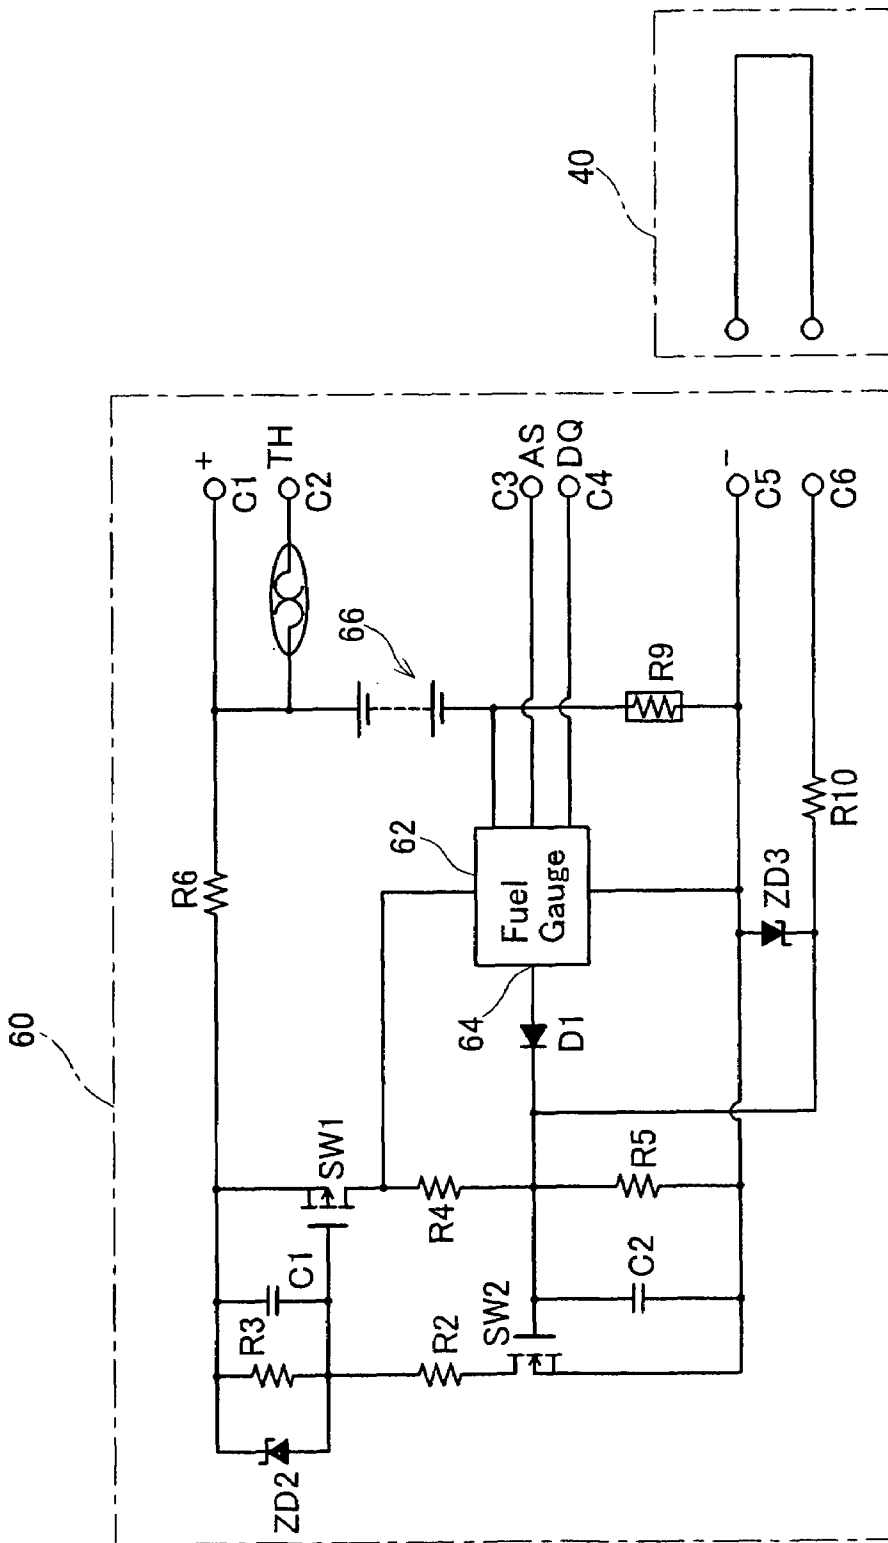 60
40
+
C1
TH
C2
R6
66
C3
AS
DQ
C4
62
Fuel
Gauge
64
D1
R9
-
C5
C6
R10
ZD3
SW1
C1
R3
ZD2
R4
R2
SW2
R5
C2